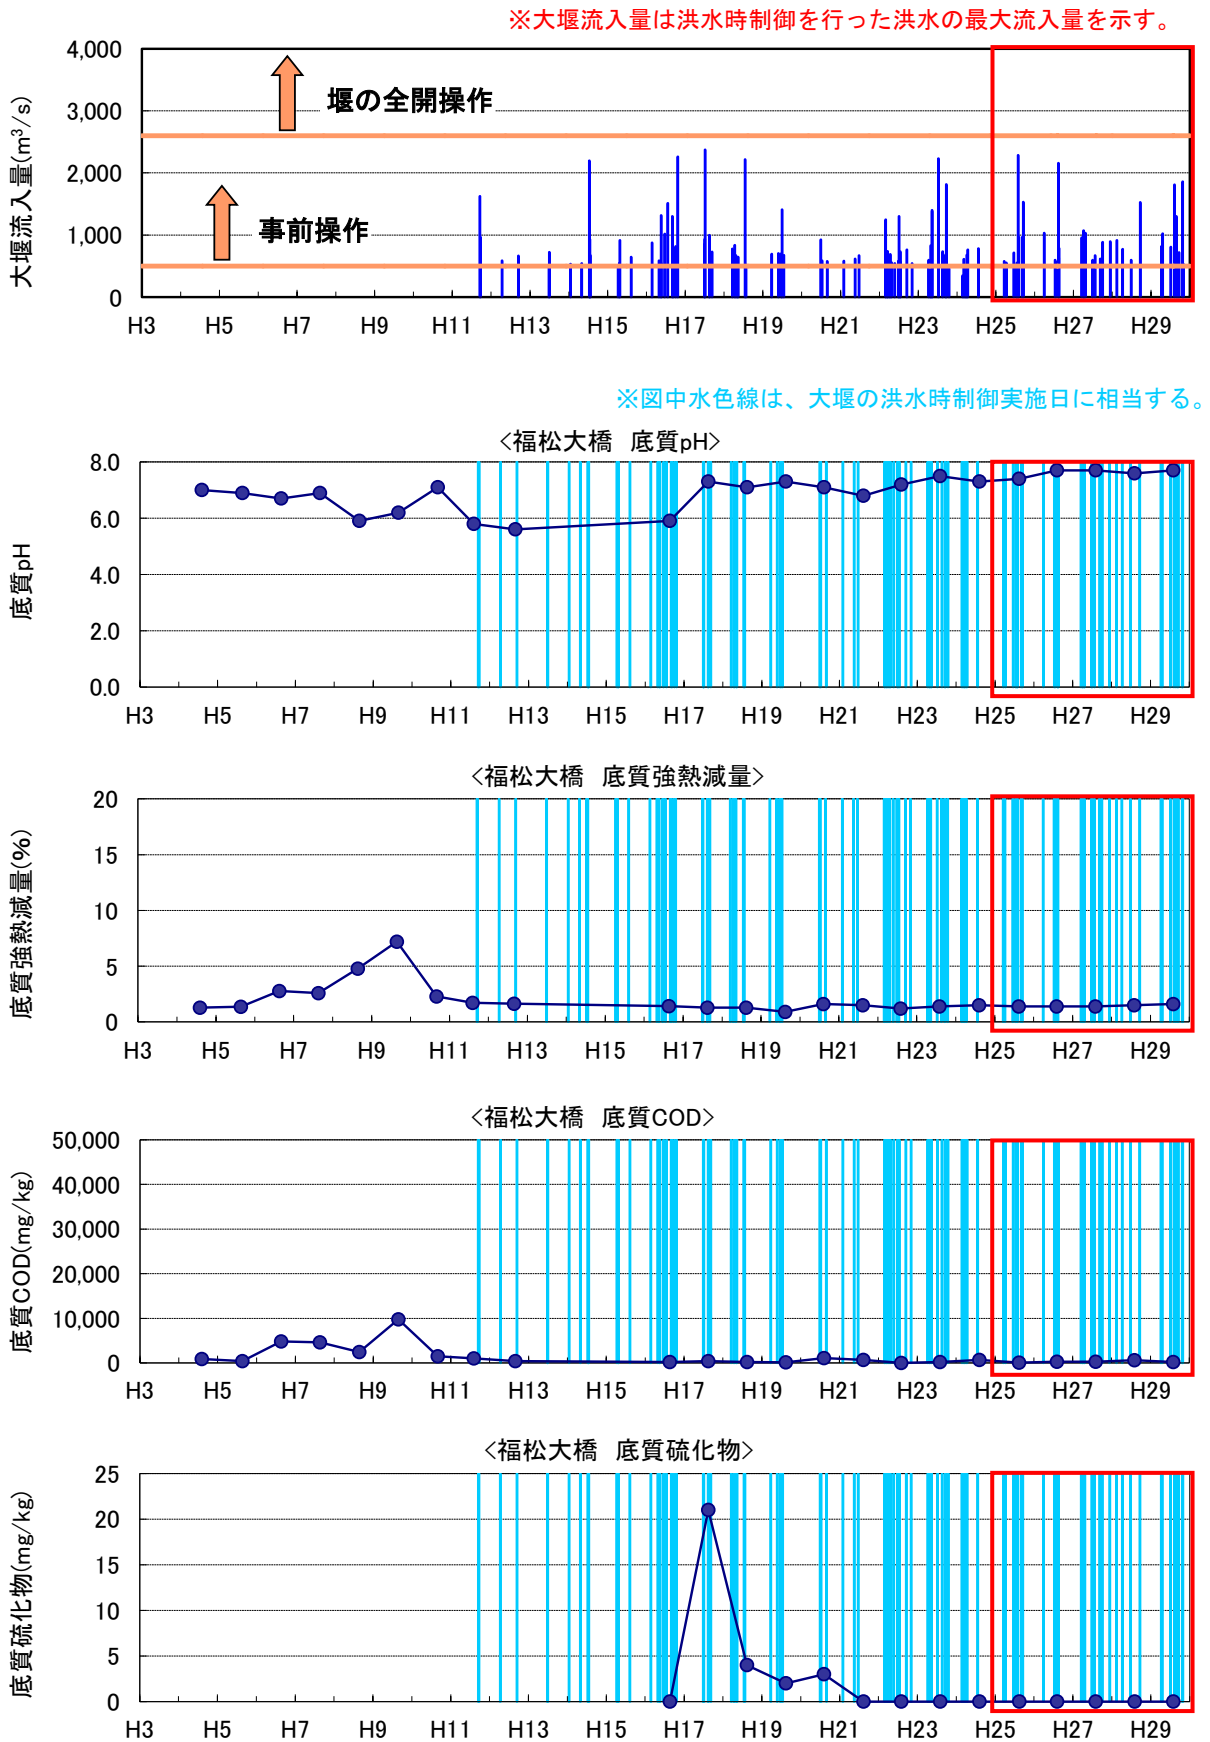 ※大堰流入量は洪水時制御を行った洪水の最大流入量を示す。
大堰流入量(m³/s)
4,000
3,000
2,000
1,000
0
堰の全開操作
事前操作
H3 H5 H7 H9 H11 H13 H15 H17 H19 H21 H23 H25 H27 H29
※図中水色線は、大堰の洪水時制御実施日に相当する。
<福松大橋 底質pH>
底質pH
8.0
6.0
4.0
2.0
0.0
H3 H5 H7 H9 H11 H13 H15 H17 H19 H21 H23 H25 H27 H29
<福松大橋 底質強熱減量>
底質強熱減量(%)
20
15
10
5
0
H3 H5 H7 H9 H11 H13 H15 H17 H19 H21 H23 H25 H27 H29
<福松大橋 底質COD>
底質COD(mg/kg)
50,000
40,000
30,000
20,000
10,000
0
H3 H5 H7 H9 H11 H13 H15 H17 H19 H21 H23 H25 H27 H29
<福松大橋 底質硫化物>
底質硫化物(mg/kg)
25
20
15
10
5
0
H3 H5 H7 H9 H11 H13 H15 H17 H19 H21 H23 H25 H27 H29